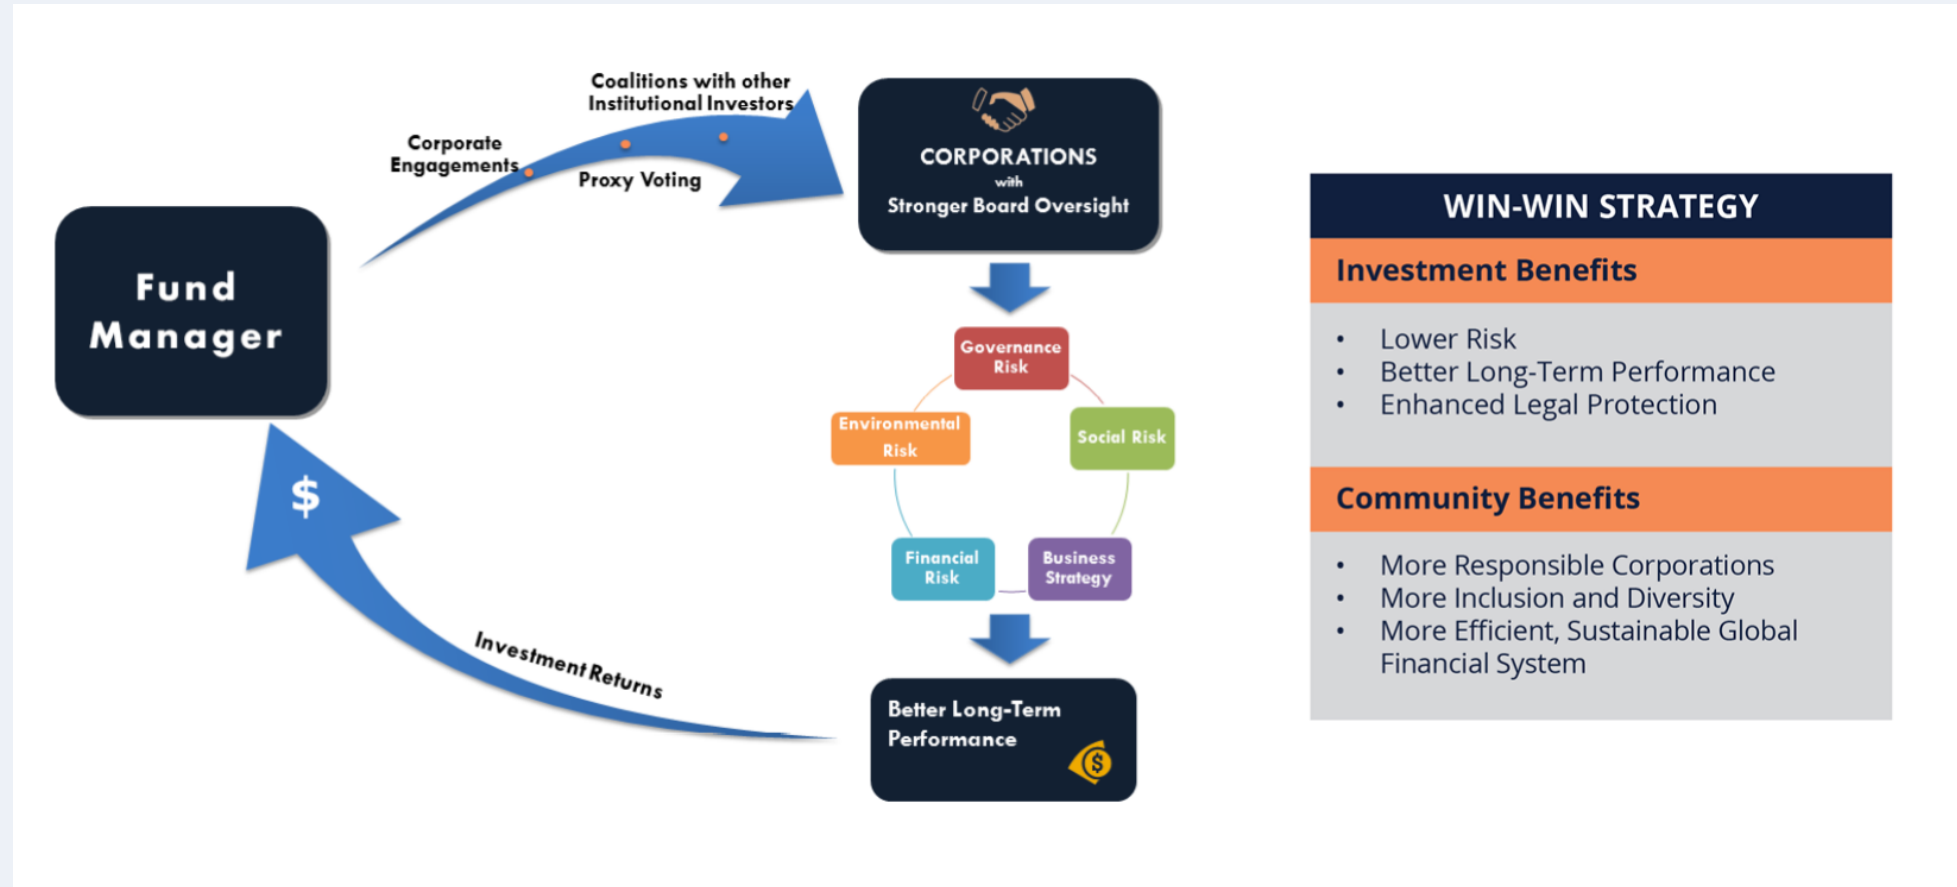 Coalitions with other
Institutional Investors
Corporate
Engagements
Proxy Voting
Fund
Manager
CORPORATIONS
with
Stronger Board Oversight
Governance
Risk
Environmental
Risk
Social Risk
Financial
Risk
Business
Strategy
Better Long-Term
Performance
$
$
Investment Returns
WIN-WIN STRATEGY
Investment Benefits
• Lower Risk
• Better Long-Term Performance
• Enhanced Legal Protection
Community Benefits
• More Responsible Corporations
• More Inclusion and Diversity
• More Efficient, Sustainable Global
Financial System